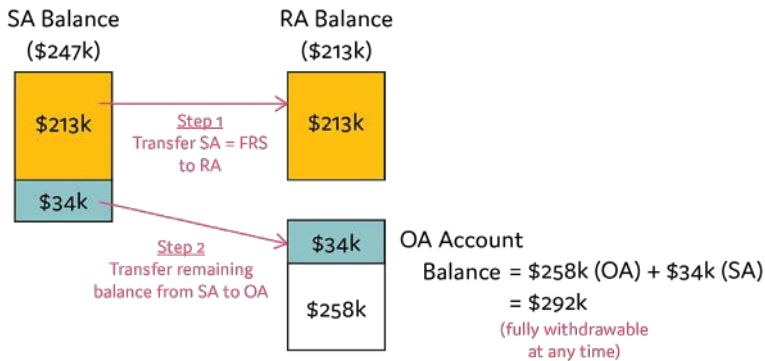 SA Balance
($247k)
RA Balance
($213k)
$213k
Step 1
Transfer SA = FRS
to RA
$213k
$34k
Step 2
Transfer remaining
balance from SA to OA
$34k
$258k
OA Account
Balance = $258k (OA) + $34k (SA)
= $292k
(fully withdrawable
at any time)